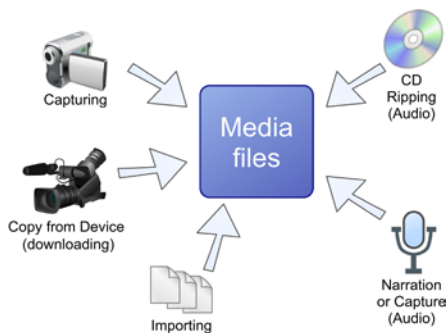 Capturing
CD
Ripping
(Audio)
Media
files
Copy from Device
(downloading)
Narration
or Capture
(Audio)
Importing